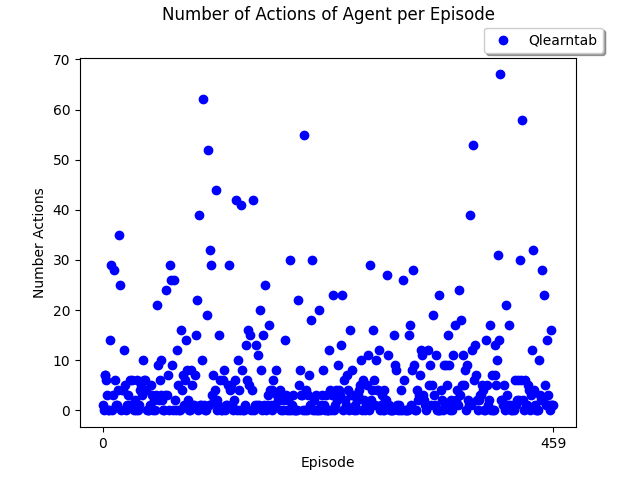 Number of Actions of Agent per Episode
Qlearntab
70
60
50
40
30
20
10
0
Number Actions
0 459
Episode